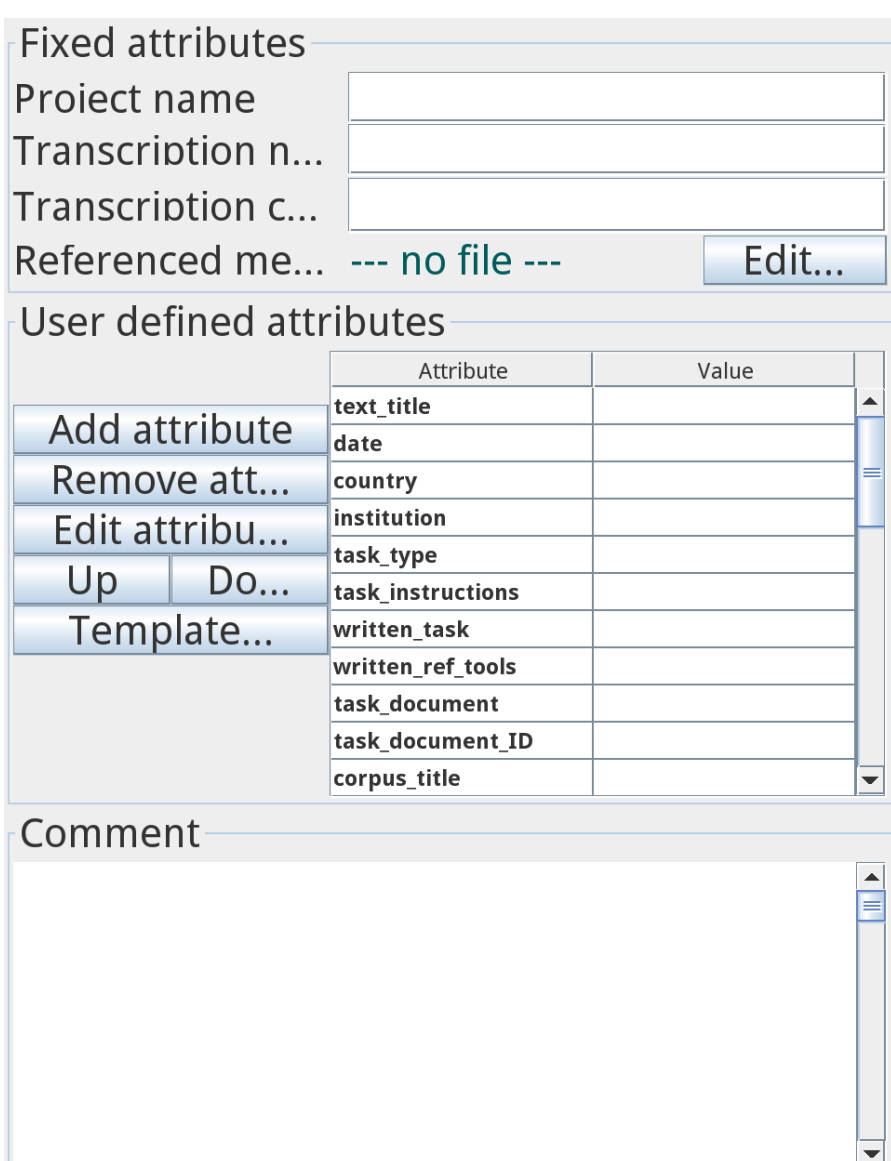 Fixed attributes
Project name
Transcription n...
Transcription c...
Referenced me... --- no file --- Edit...
User defined attributes
Attribute Value
Add attribute
Remove att...
Edit attribu...
Up Do...
Template...
text_title
date
country
institution
task_type
task_instructions
written_task
written_ref_tools
task_document
task_document_ID
corpus_title
Comment